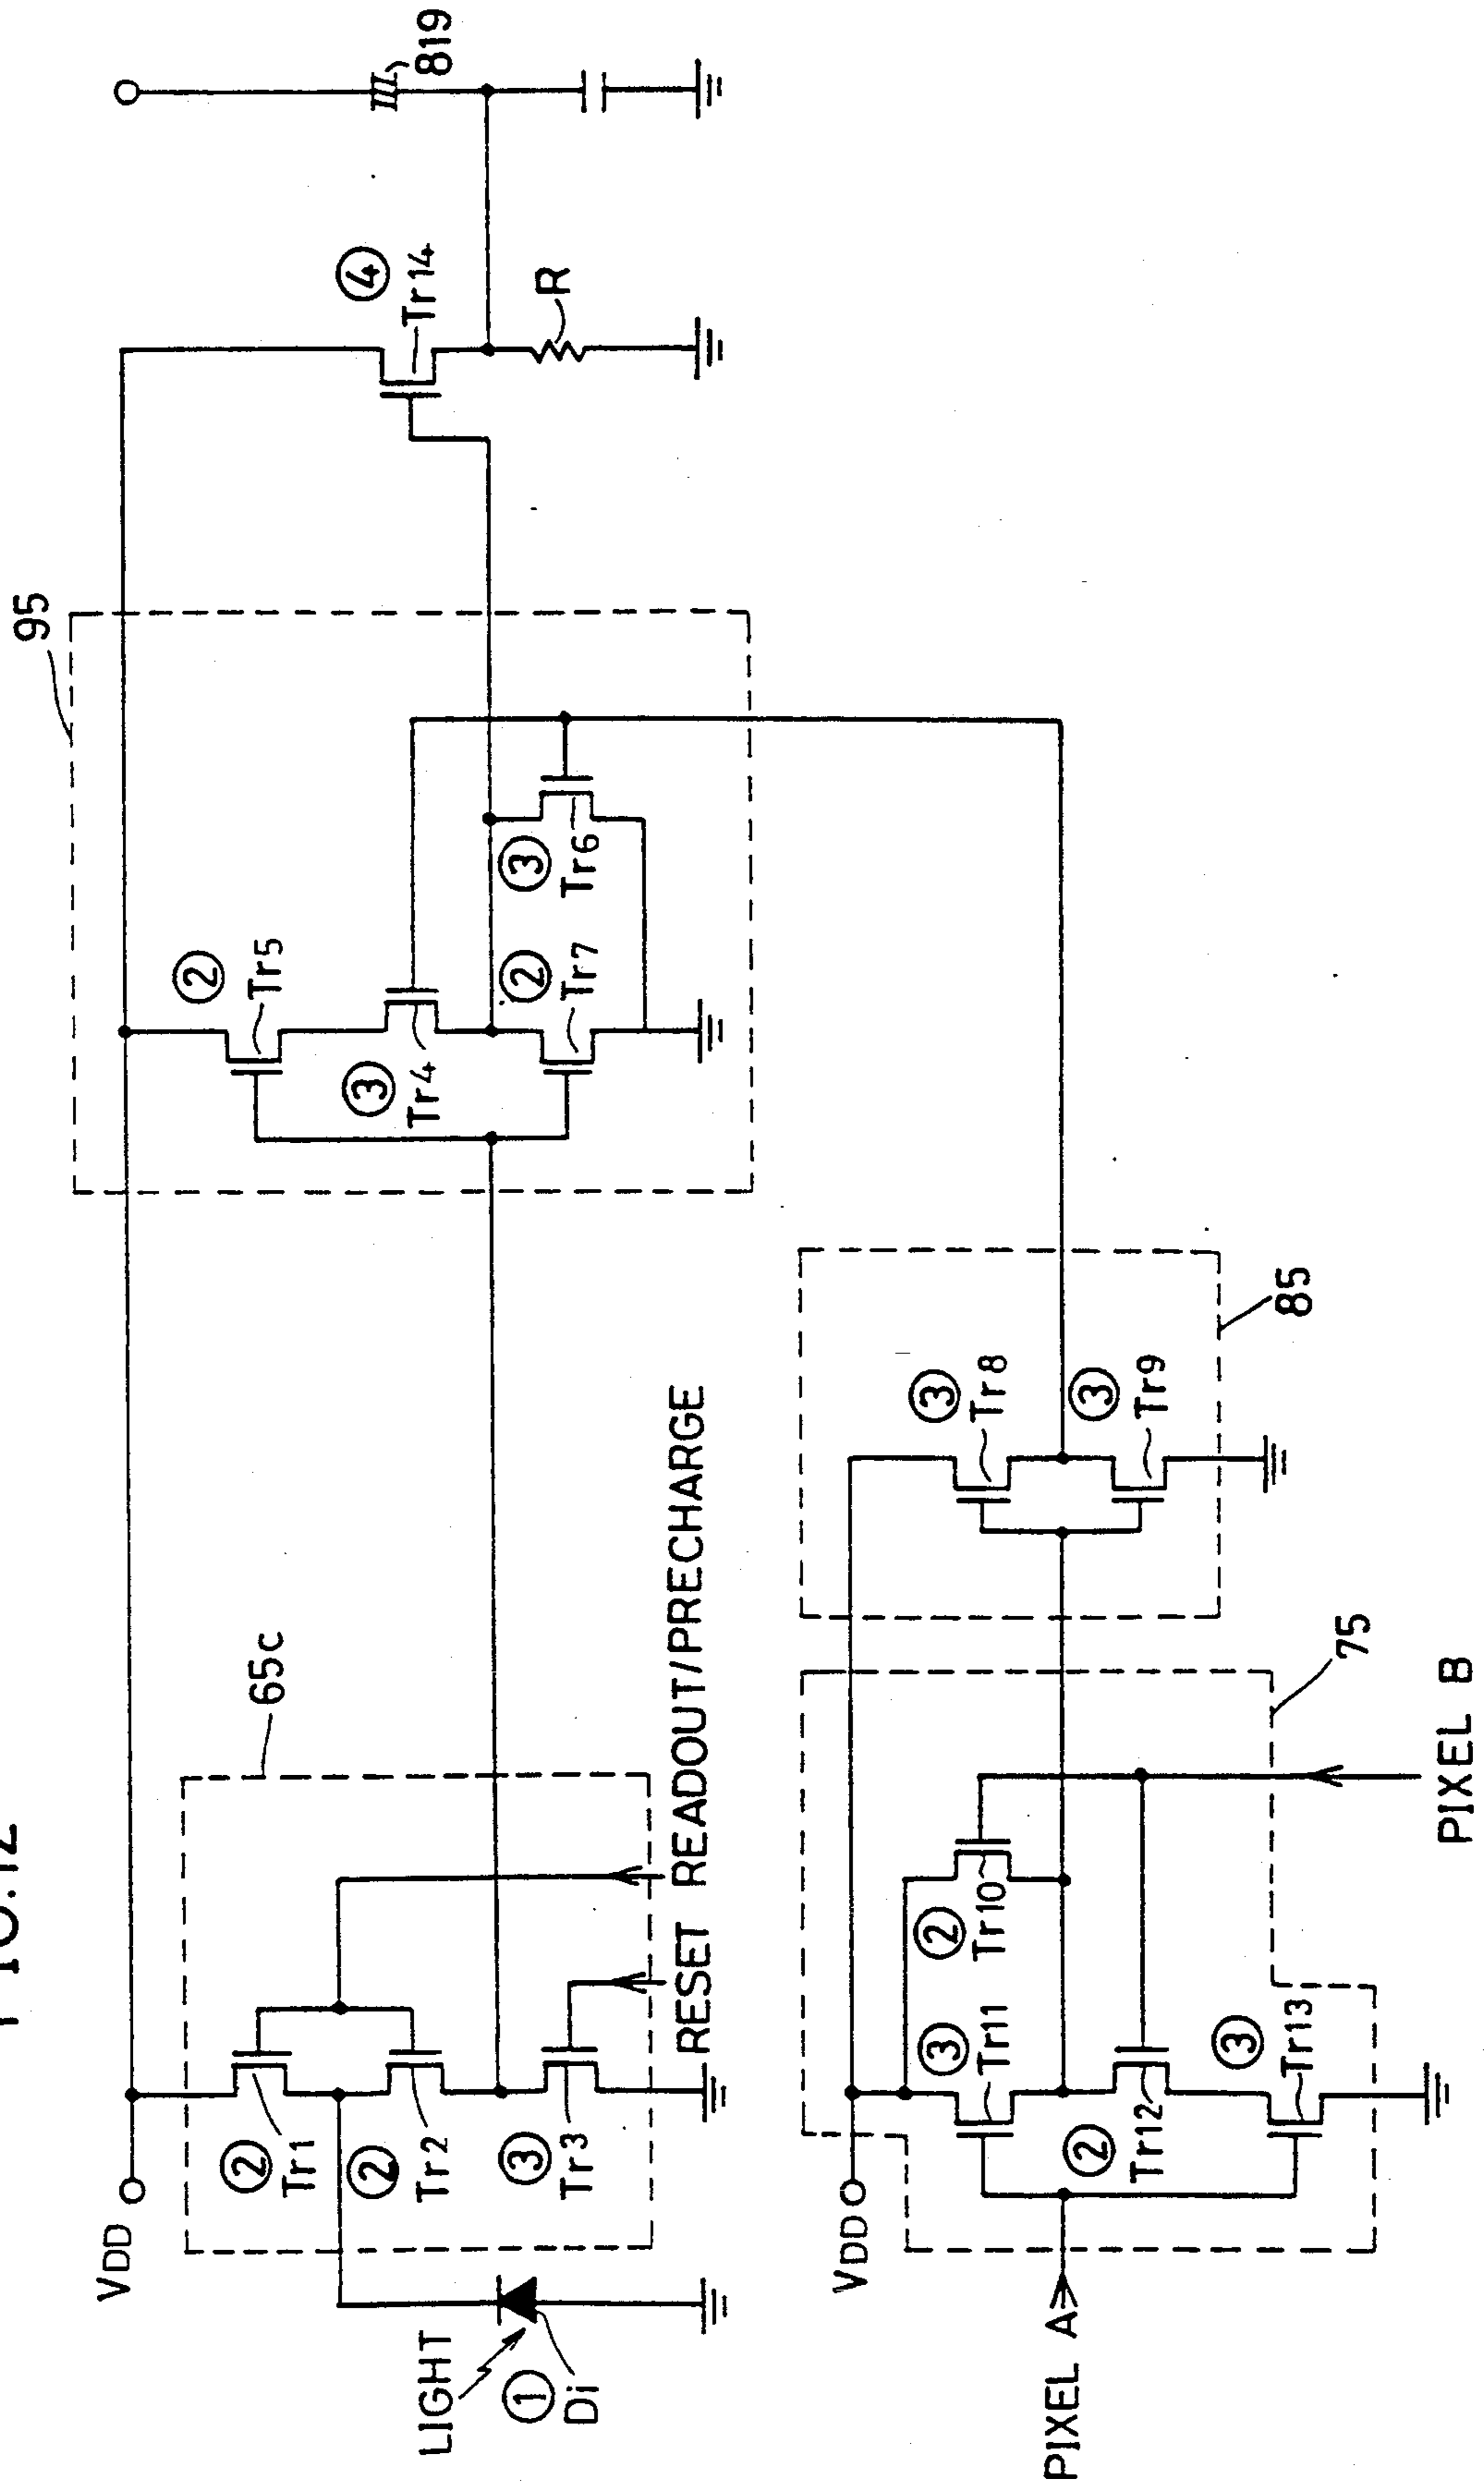 FIG.12
VDD
65c
② Tr1
② Tr2
③ Tr3
LIGHT
① Di
RESET
READOUT/PRECHARGE
95
② Tr5
③ Tr4
② Tr7
③ Tr6
④ Tr14
R
819
VDD
PIXEL A
③ Tr11
② Tr10
② Tr12
③ Tr13
75
PIXEL B
③ Tr8
③ Tr9
85